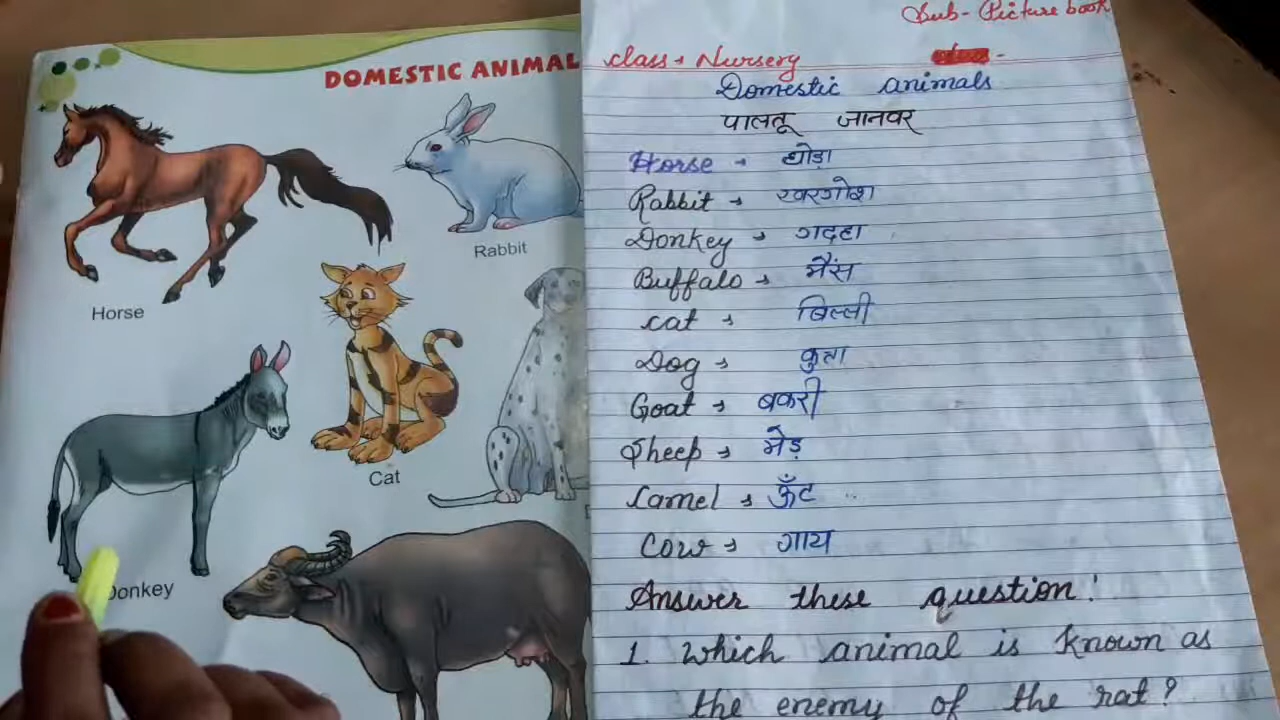 DOMESTIC ANIMAL
Horse
Rabbit
Cat
Donkey
Sub - Picture book
Class → Nursery
Domestic animals
पालतू जानवर
Horse → घोड़ा
Rabbit → खरगोश
Donkey → गदहा
Buffalo → भैंस
Cat → बिल्ली
Dog → कुत्ता
Goat → बकरी
Sheep → भेड़
Camel → ऊँट
Cow → गाय
Answer these question!
1. Which animal is known as
the enemy of the rat?